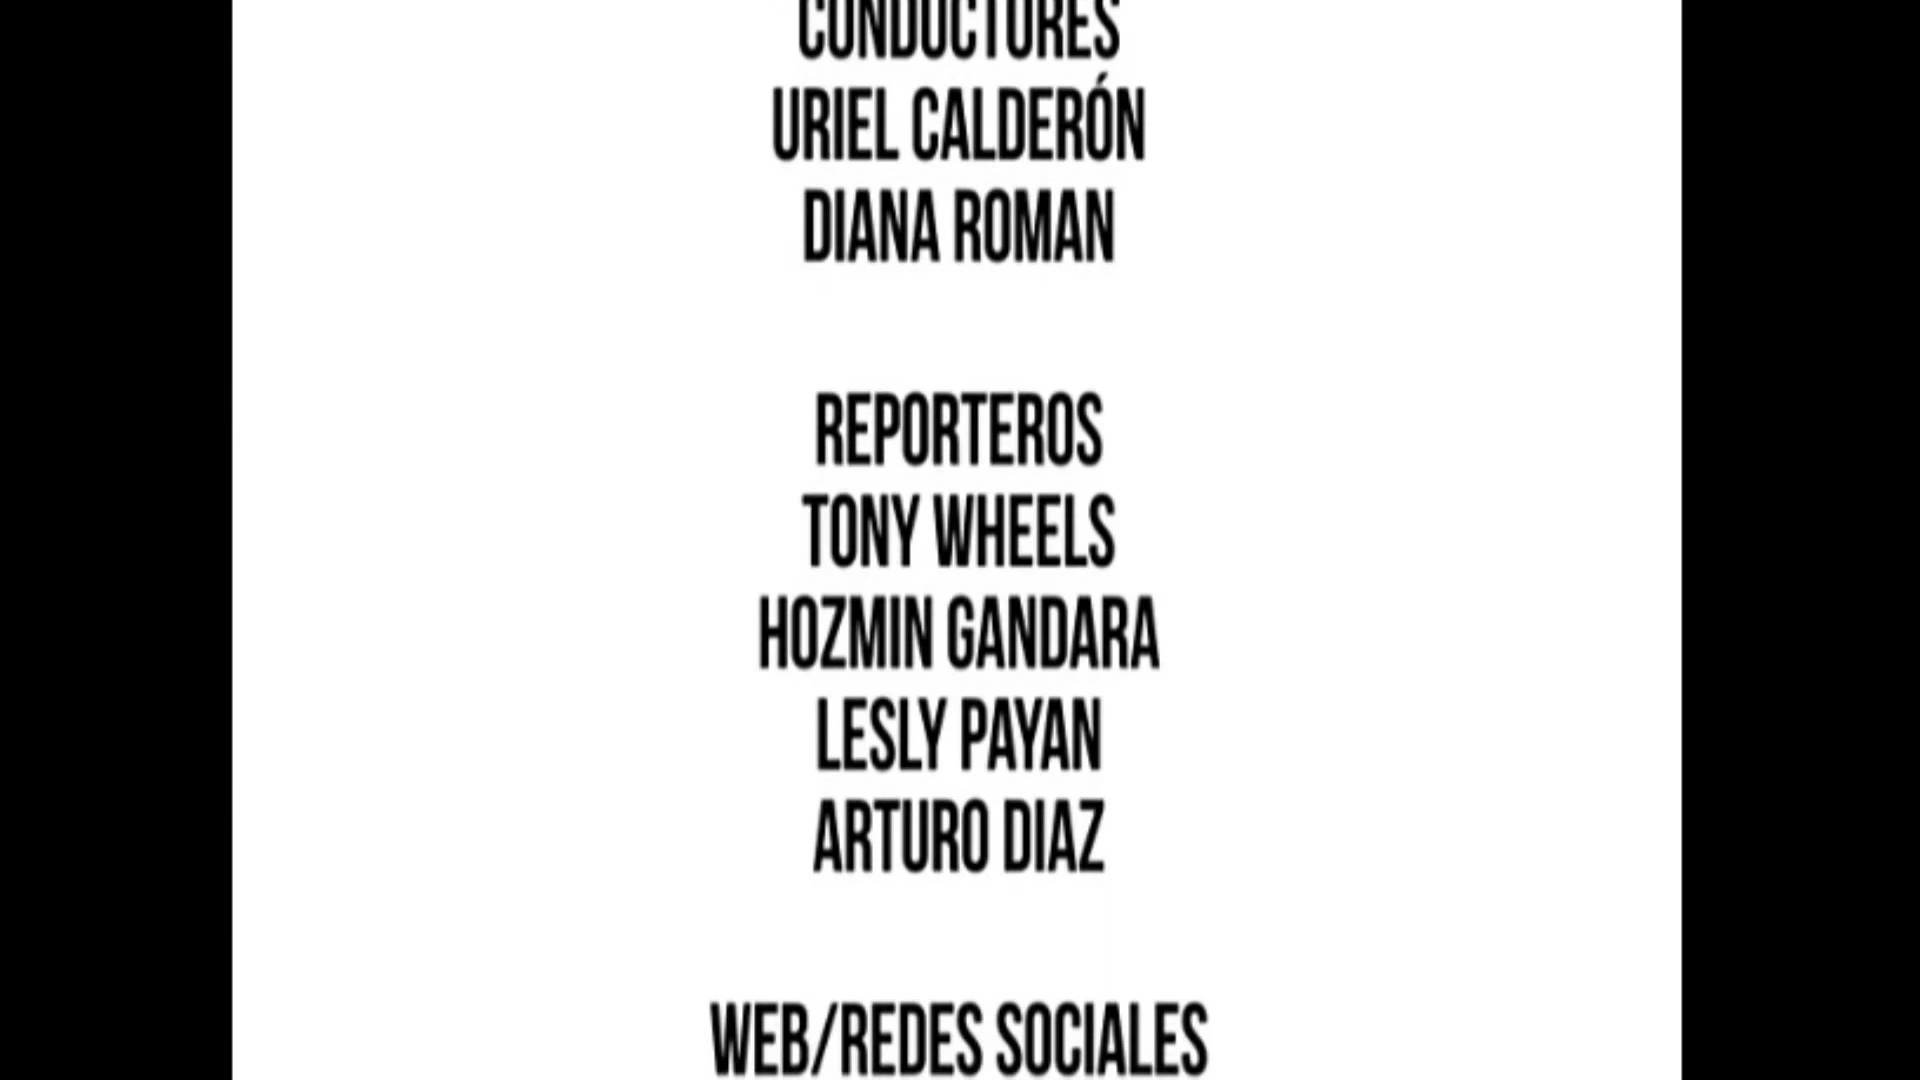 CONDUCTORES
URIEL CALDERÓN
DIANA ROMAN
REPORTEROS
TONY WHEELS
HOZMIN GANDARA
LESLY PAYAN
ARTURO DIAZ
WEB/REDES SOCIALES